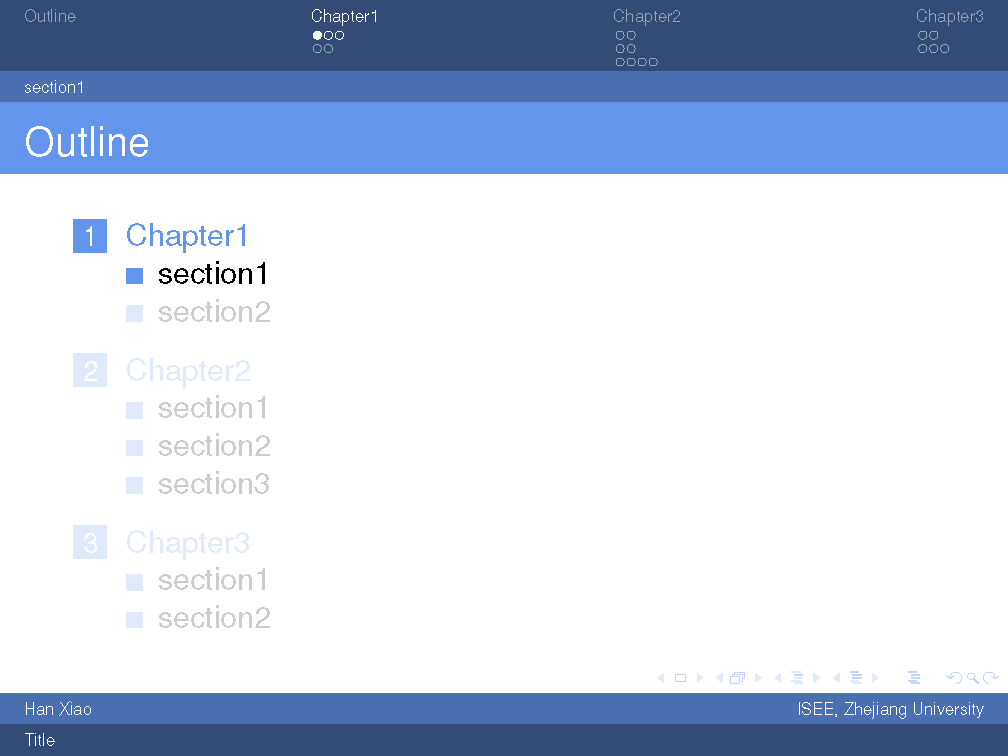 Outline Chapter1 Chapter2 Chapter3
section1
Outline
1 Chapter1
section1
section2
2 Chapter2
section1
section2
section3
3 Chapter3
section1
section2
Han Xiao ISEE, Zhejiang University
Title